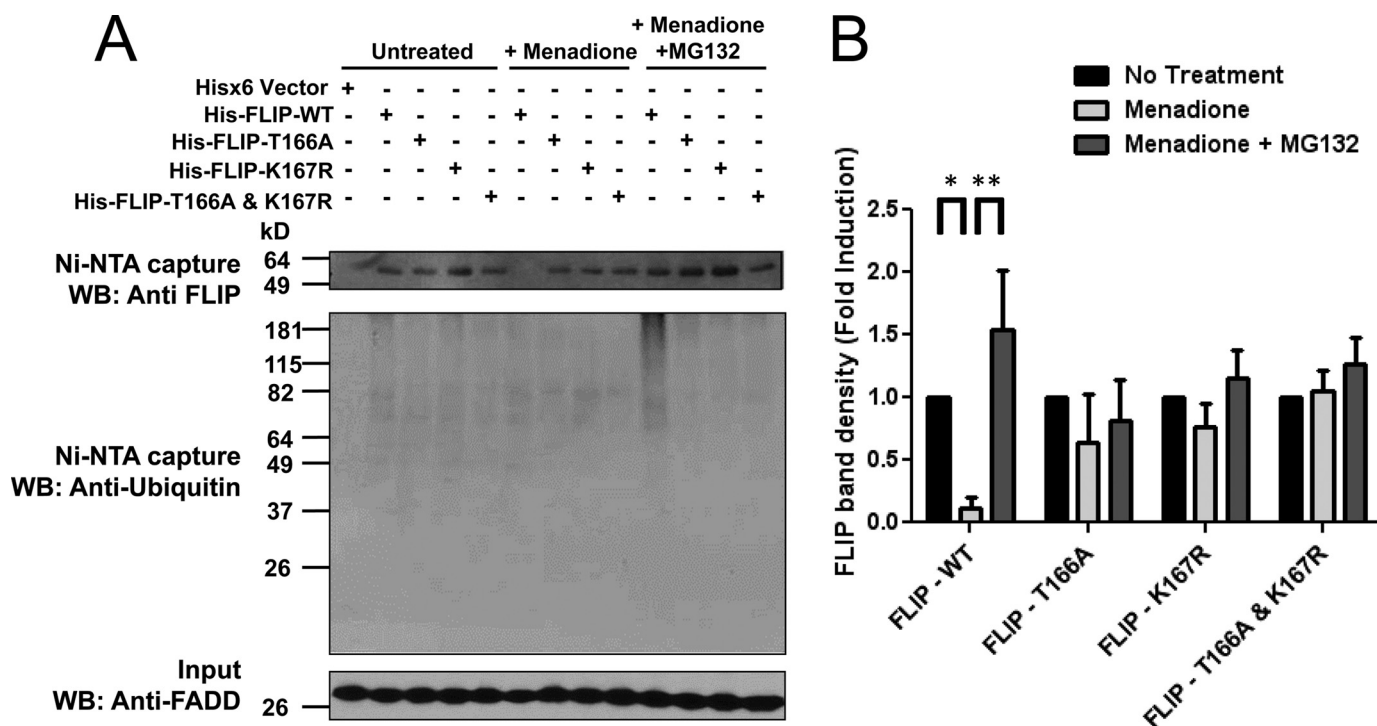 A
Untreated
+ Menadione
+ Menadione
+MG132
Hisx6 Vector + - - - - - - - - - - - -
His-FLIP-WT - + - - - + - - - + - - -
His-FLIP-T166A - - + - - - + - - - + - -
His-FLIP-K167R - - - + - - - + - - - + -
His-FLIP-T166A & K167R - - - - + - - - + - - - +
kD
Ni-NTA capture
WB: Anti FLIP
64
49
Ni-NTA capture
WB: Anti-Ubiquitin
181
115
82
64
49
37
26
Input
WB: Anti-FADD
26
B
No Treatment
Menadione
Menadione + MG132
FLIP band density (Fold Induction)
* **
2.5
2.0
1.5
1.0
0.5
0.0
FLIP - WT
FLIP - T166A
FLIP - K167R
FLIP - T166A & K167R